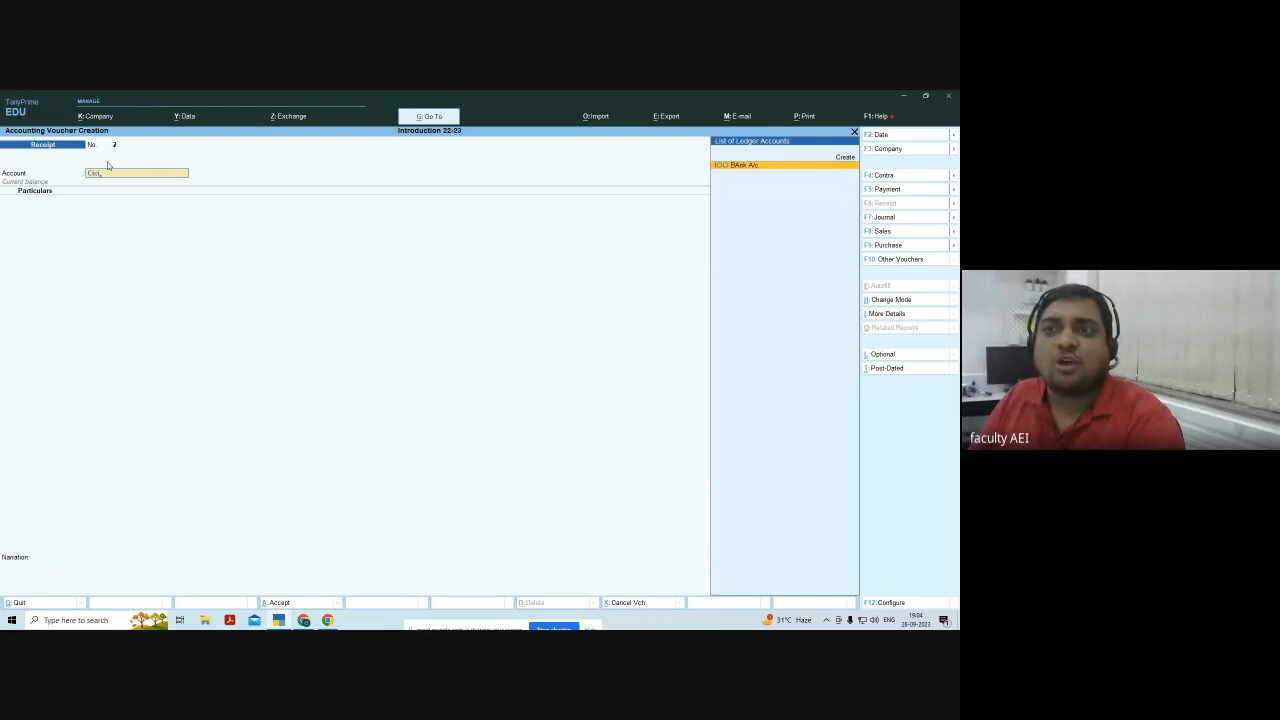 TallyPrime
EDU
MANAGE
K: Company
Y: Data
Z: Exchange
G: Go To
O: Import
E: Export
M: E-mail
P: Print
F1: Help
Accounting Voucher Creation
Introduction 22-23
Receipt
No. 2
Account :
Current balance :
Particulars
List of Ledger Accounts
Create
ICICI BAnk A/c
F2: Date
F3: Company
F4: Contra
F5: Payment
F6: Receipt
F7: Journal
F8: Sales
F9: Purchase
F10: Other Vouchers
E: Autofill
H: Change Mode
I: More Details
O: Related Reports
L: Optional
T: Post-Dated
faculty AEI
Narration:
Q: Quit
A: Accept
D: Delete
X: Cancel Vch
F12: Configure
Type here to search
Stop sharing
Hide
31°C Haze
ENG
19:04
28-09-2023